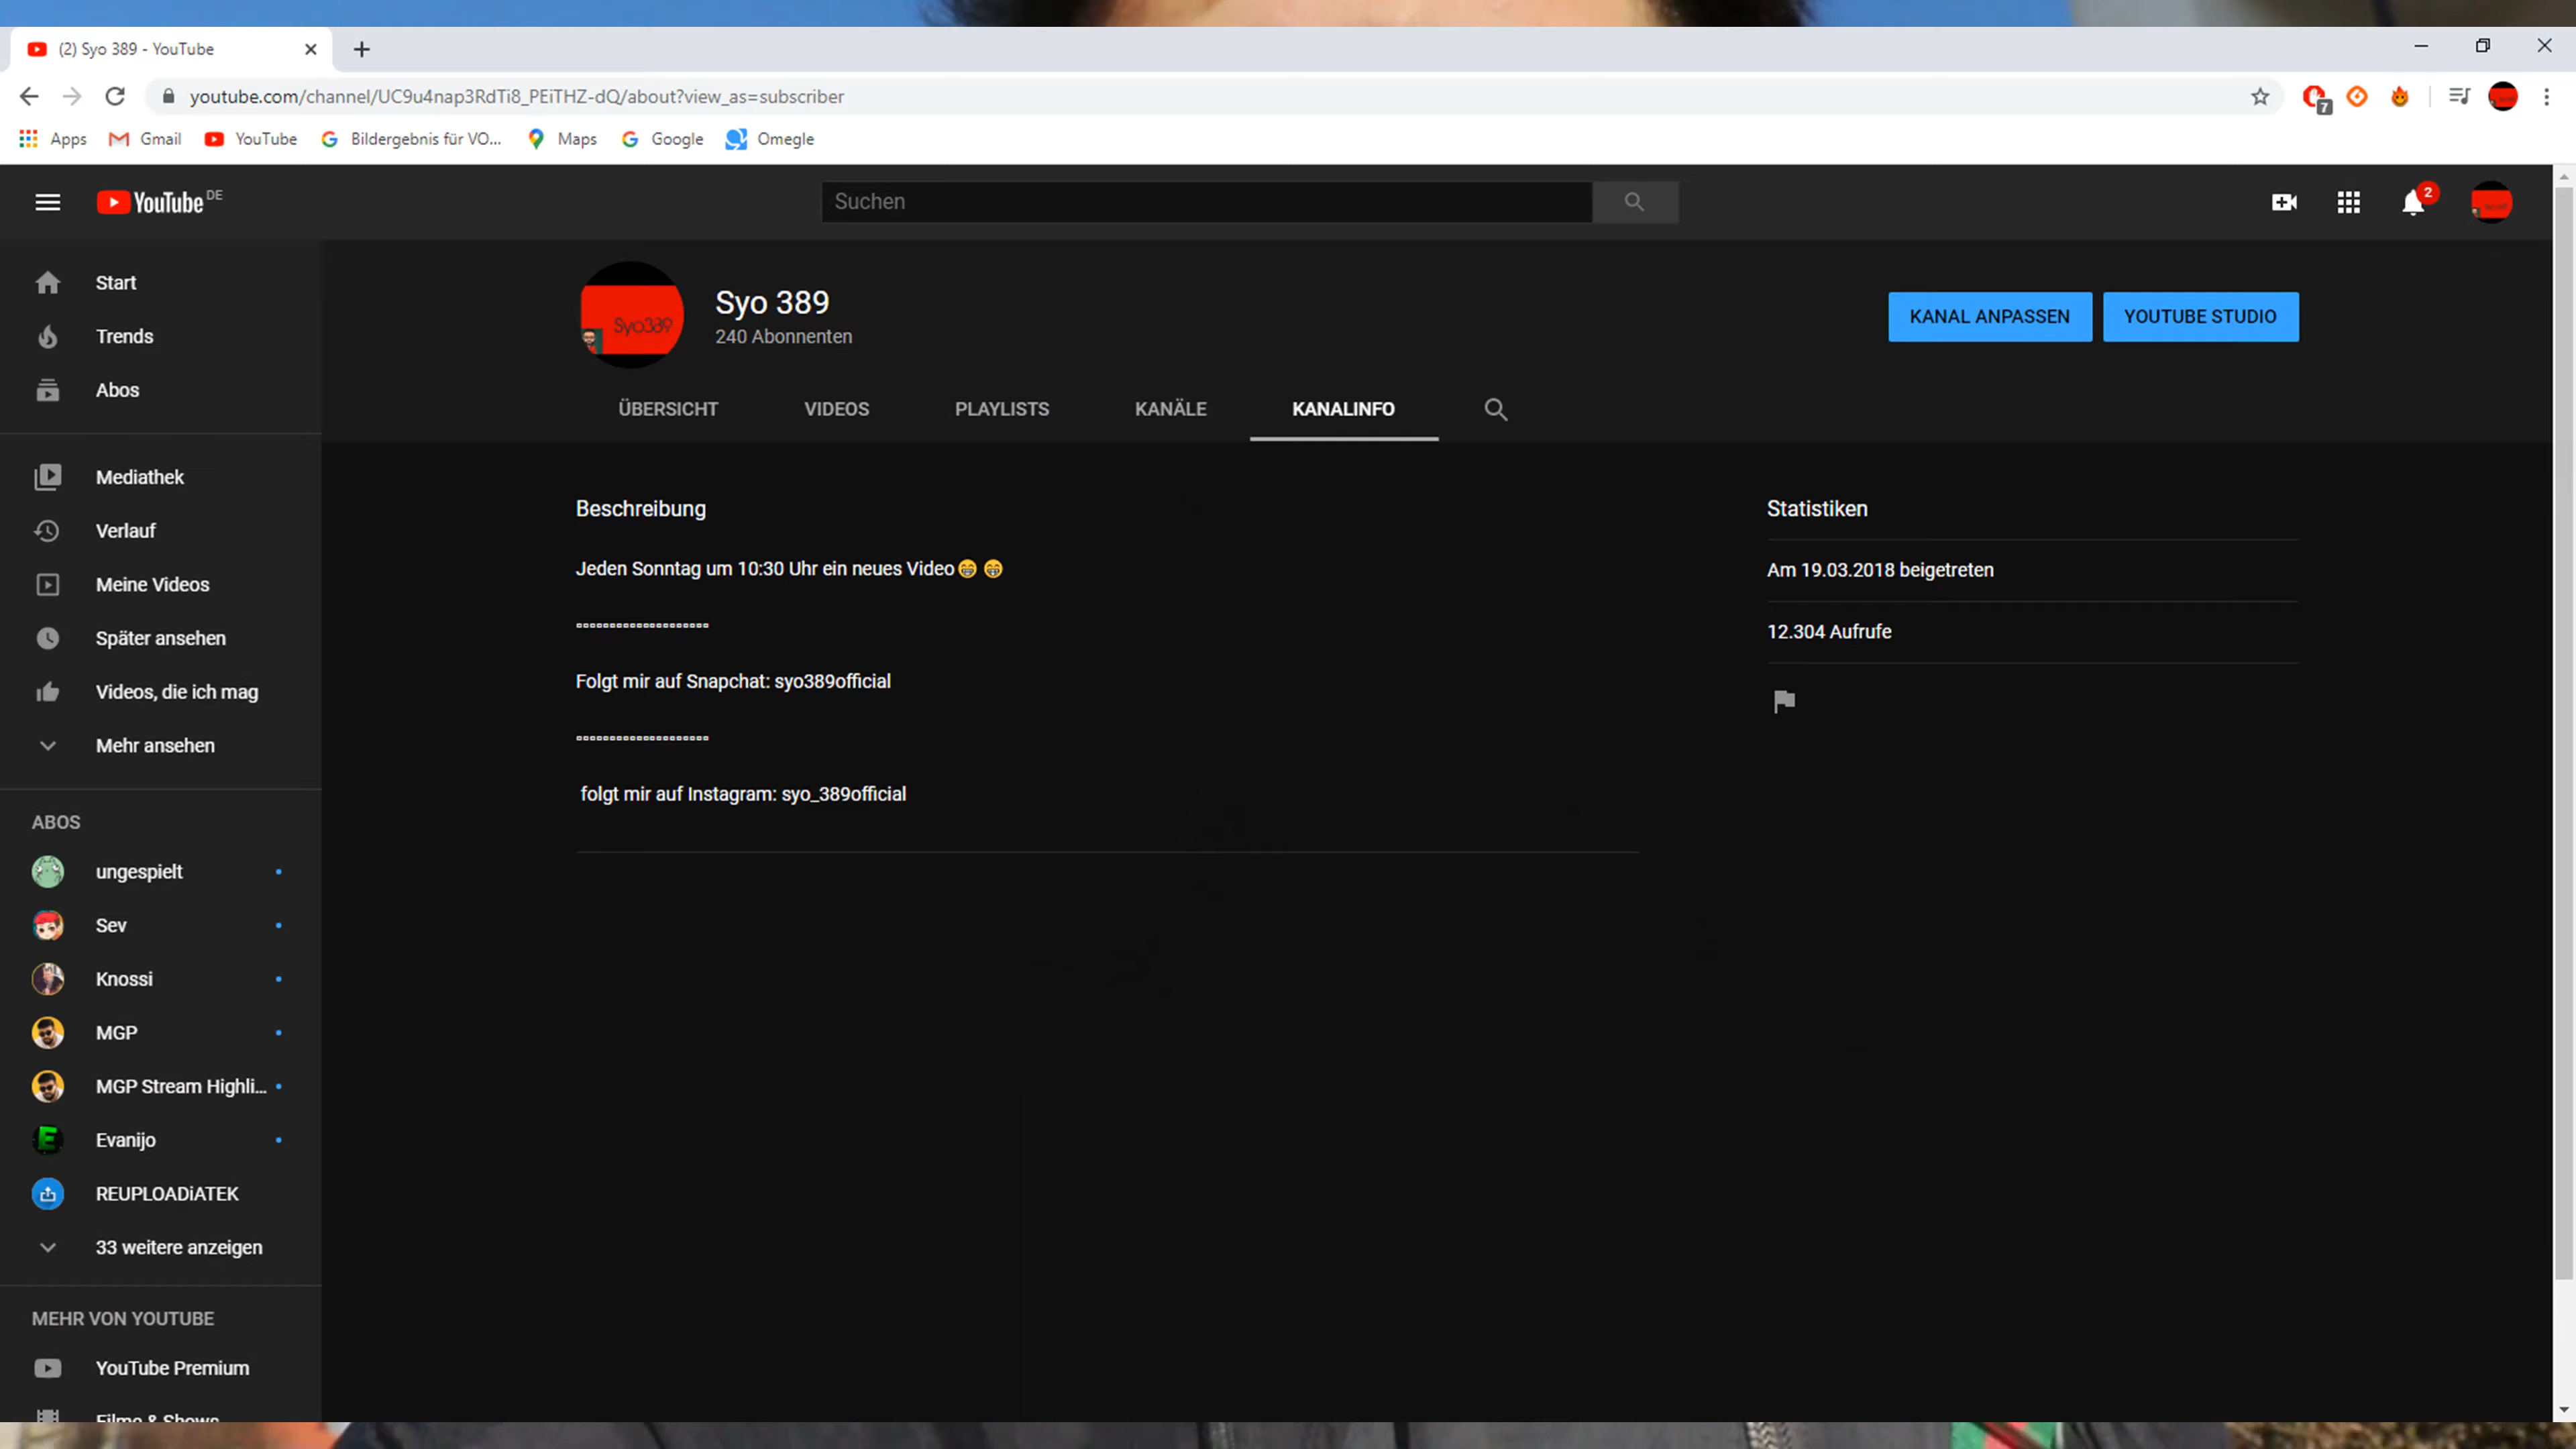 (2) Syo 389 - YouTube
youtube.com/channel/UC9u4nap3RdTi8_PEiTHZ-dQ/about?view_as=subscriber
7
Apps Gmail YouTube Bildergebnis für VO... Maps Google Omegle
YouTube DE
Suchen
2
Start
Trends
Abos
Mediathek
Verlauf
Meine Videos
Später ansehen
Videos, die ich mag
Mehr ansehen
ABOS
ungespielt
Sev
Knossi
MGP
MGP Stream Highli...
Evanijo
REUPLOADiATEK
33 weitere anzeigen
MEHR VON YOUTUBE
YouTube Premium
Filme & Shows
Syo389
Syo 389
240 Abonnenten
KANAL ANPASSEN
YOUTUBE STUDIO
ÜBERSICHT VIDEOS PLAYLISTS KANÄLE KANALINFO
Beschreibung
Jeden Sonntag um 10:30 Uhr ein neues Video😁 😁
--------------------
Folgt mir auf Snapchat: syo389official
--------------------
folgt mir auf Instagram: syo_389official
Statistiken
Am 19.03.2018 beigetreten
12.304 Aufrufe